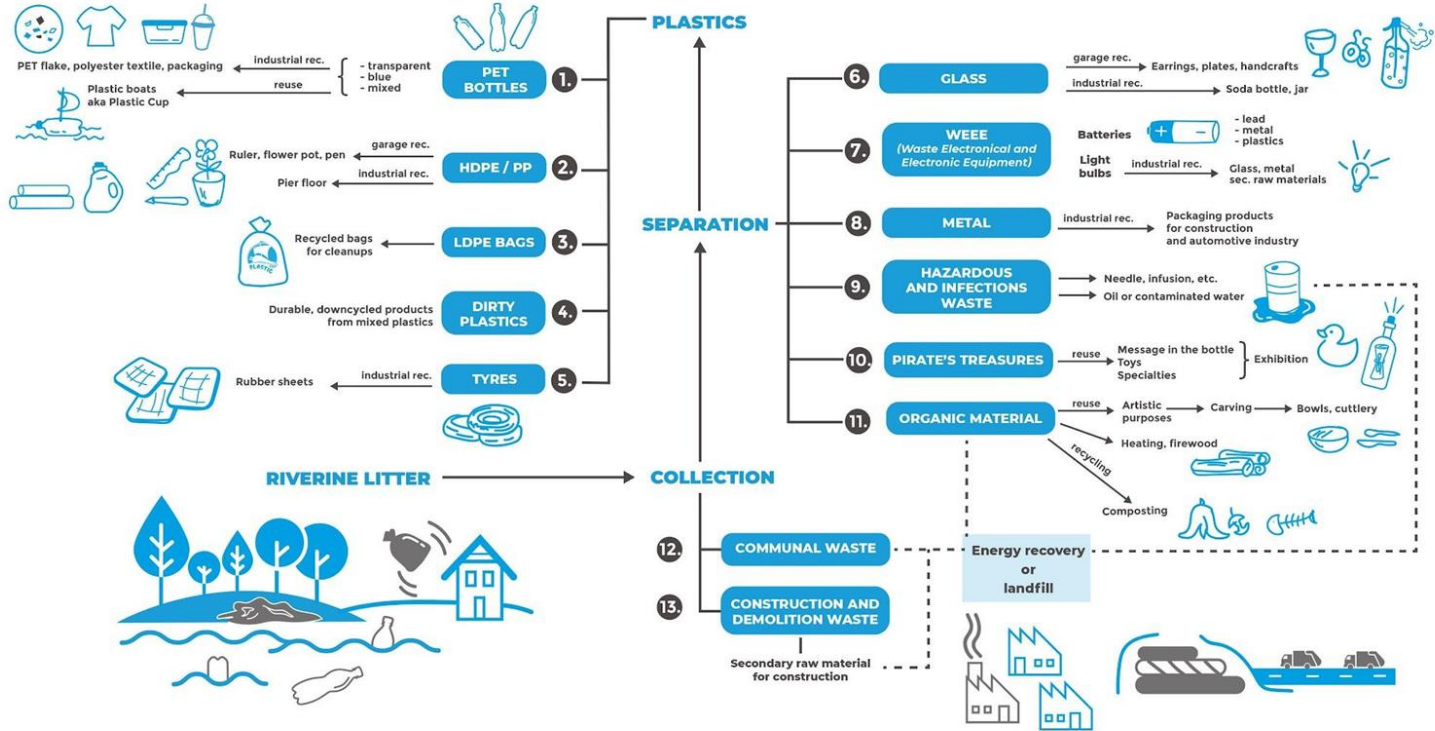 PLASTICS
PET
BOTTLES
1.
- transparent
- blue
- mixed
industrial rec.
PET flake, polyester textile, packaging
reuse
Plastic boats
aka Plastic Cup
HDPE / PP
2.
garage rec.
Ruler, flower pot, pen
industrial rec.
Pier floor
LDPE BAGS
3.
Recycled bags
for cleanups
PLASTIC
DIRTY
PLASTICS
4.
Durable, downcycled products
from mixed plastics
TYRES
5.
industrial rec.
Rubber sheets
SEPARATION
6.
GLASS
garage rec.
Earrings, plates, handcrafts
industrial rec.
Soda bottle, jar
7.
WEEE
(Waste Electronical and
Electronic Equipment)
Batteries
+ -
- lead
- metal
- plastics
Light
bulbs
industrial rec.
Glass, metal
sec. raw materials
8.
METAL
industrial rec.
Packaging products
for construction
and automotive industry
9.
HAZARDOUS
AND INFECTIONS
WASTE
Needle, infusion, etc.
Oil or contaminated water
10.
PIRATE'S TREASURES
reuse
Message in the bottle
Toys
Specialties
Exhibition
11.
ORGANIC MATERIAL
reuse
Artistic
purposes
Carving
Bowls, cuttlery
Heating, firewood
recycling
Composting
RIVERINE LITTER
COLLECTION
12.
COMMUNAL WASTE
13.
CONSTRUCTION AND
DEMOLITION WASTE
Secondary raw material
for construction
Energy recovery
or
landfill